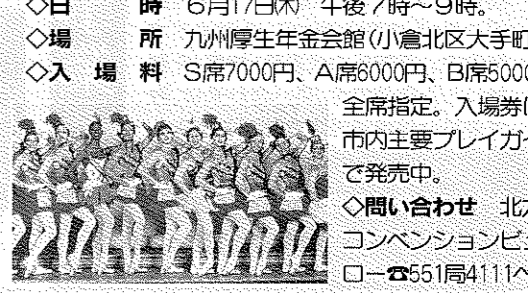 ◇日　　時　6月17日㈭　午後7時～9時。
◇場　　所　九州厚生年金会館(小倉北区大手町
◇入 場 料　S席7000円、A席6000円、B席5000
全席指定。入場券
市内主要プレイガイ
で発売中。
◇問い合わせ　北
コンベンションビ
ロー☎551局4111へ